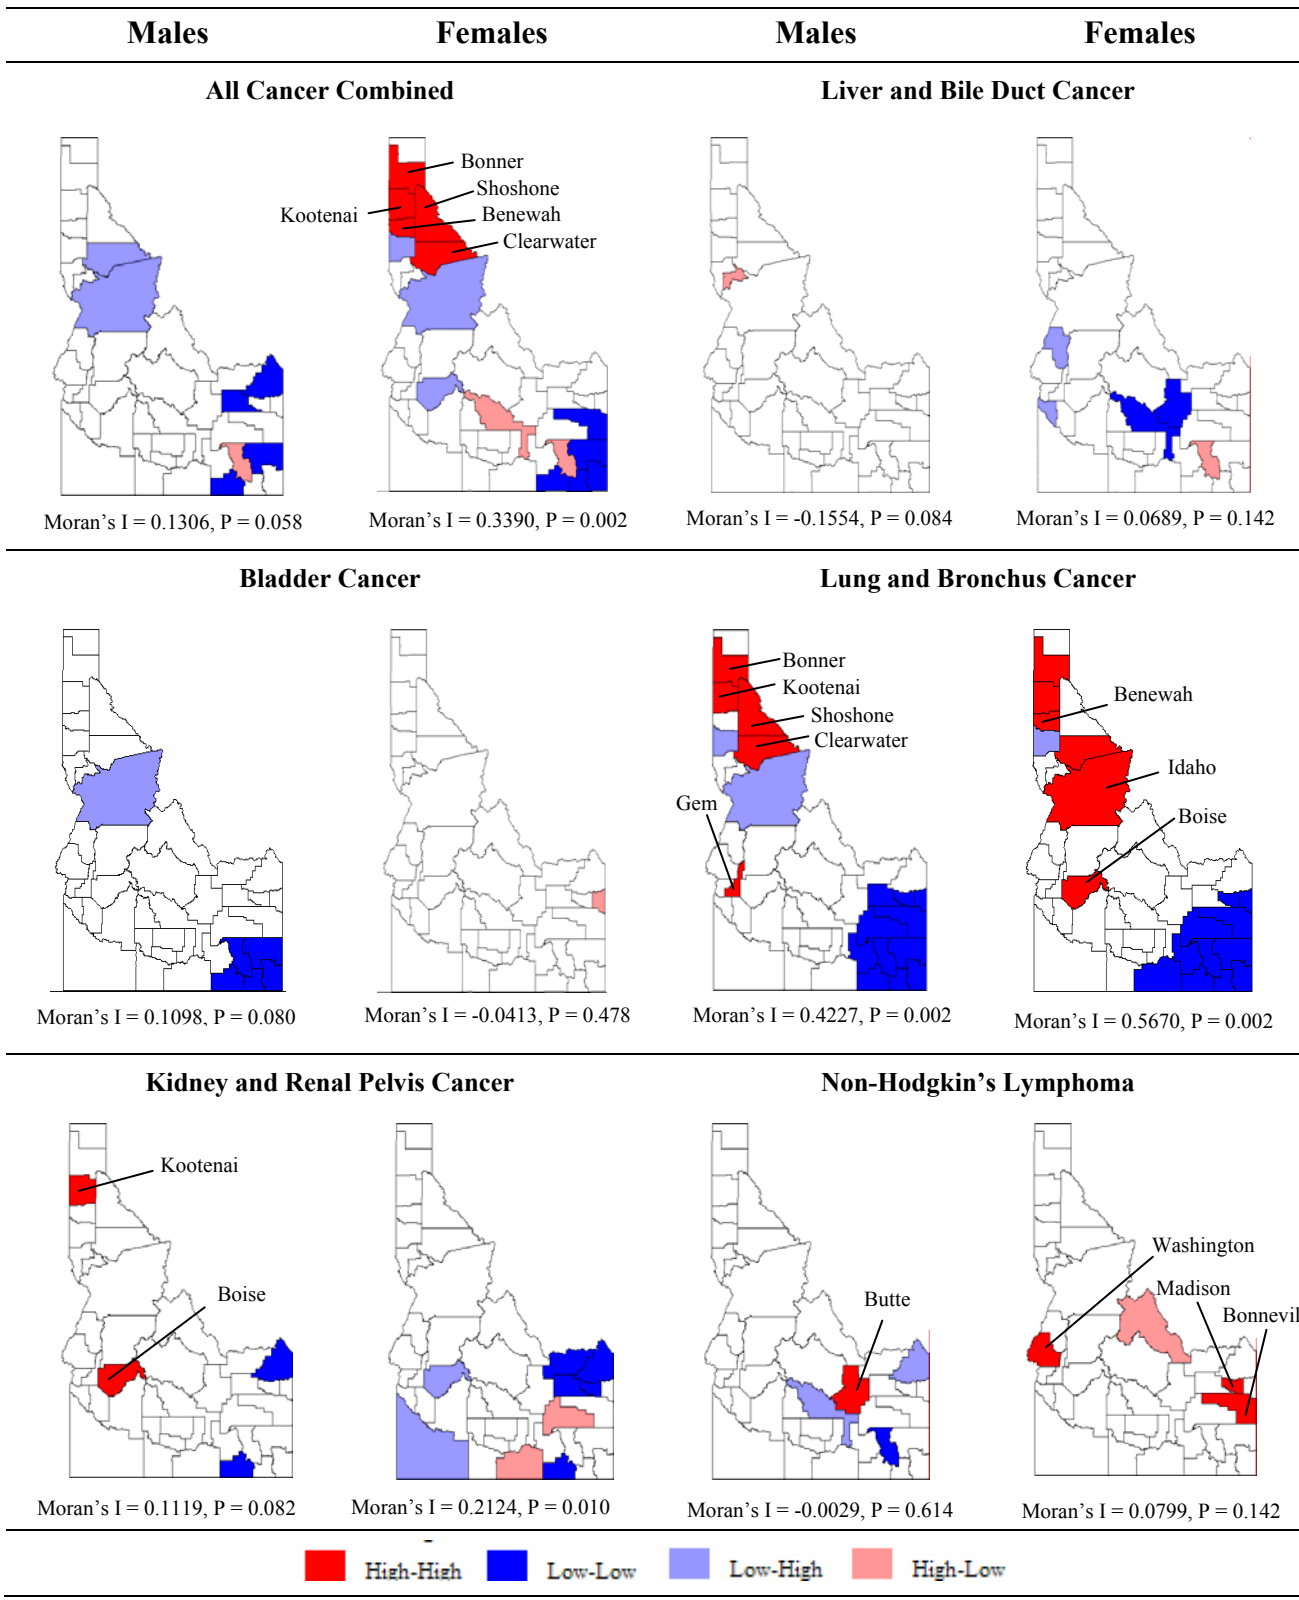 Males Females Males Females
All Cancer Combined Liver and Bile Duct Cancer
Bonner
Shoshone
Kootenai
Benewah
Clearwater
Moran's I = 0.1306, P = 0.058
Moran's I = 0.3390, P = 0.002
Moran's I = -0.1554, P = 0.084
Moran's I = 0.0689, P = 0.142
Bladder Cancer Lung and Bronchus Cancer
Bonner
Kootenai
Shoshone
Clearwater
Gem
Benewah
Idaho
Boise
Moran's I = 0.1098, P = 0.080
Moran's I = -0.0413, P = 0.478
Moran's I = 0.4227, P = 0.002
Moran's I = 0.5670, P = 0.002
Kidney and Renal Pelvis Cancer Non-Hodgkin's Lymphoma
Kootenai
Boise
Butte
Washington
Madison
Bonnevil
Moran's I = 0.1119, P = 0.082
Moran's I = 0.2124, P = 0.010
Moran's I = -0.0029, P = 0.614
Moran's I = 0.0799, P = 0.142
High-High Low-Low Low-High High-Low